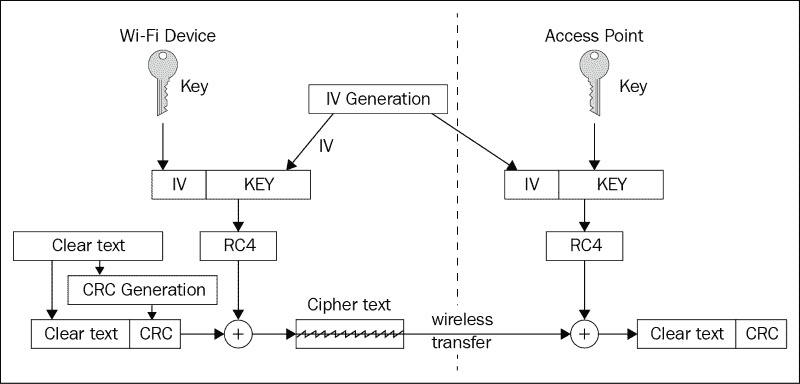 Wi-Fi Device
Access Point
Key
Key
IV Generation
IV
IV KEY
IV KEY
Clear text
RC4
RC4
CRC Generation
Cipher text
Clear text CRC
+
wireless
transfer
+
Clear text CRC